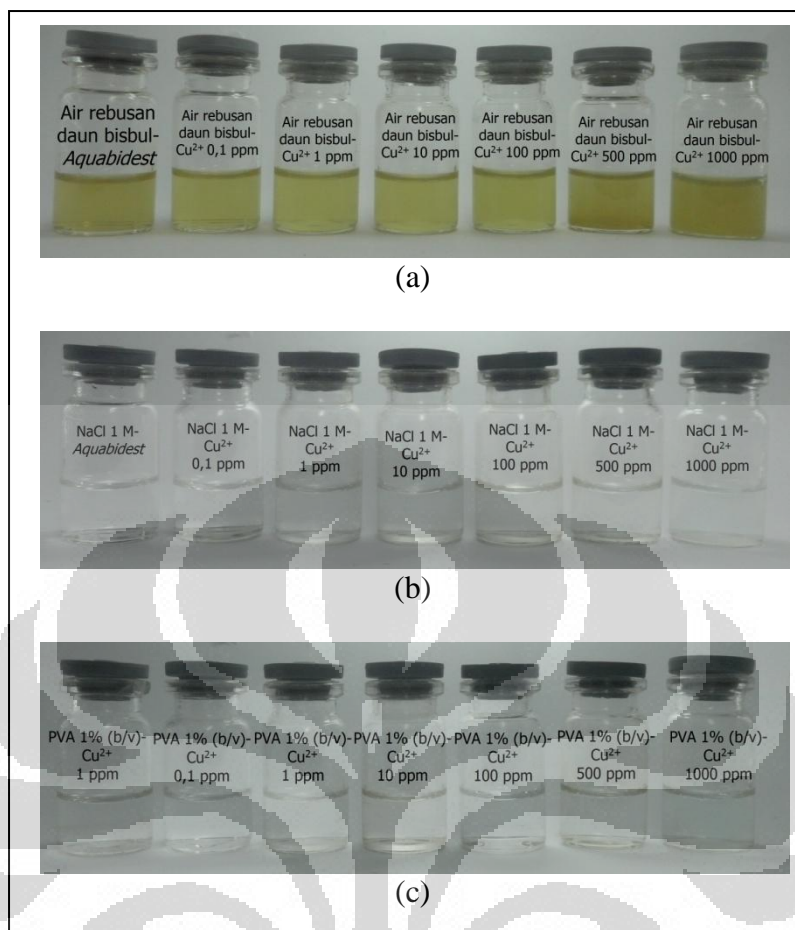 Air rebusan
daun bisbul-
Aquabidest
Air rebusan
daun bisbul-
Cu²⁺ 0,1 ppm
Air rebusan
daun bisbul-
Cu²⁺ 1 ppm
Air rebusan
daun bisbul-
Cu²⁺ 10 ppm
Air rebusan
daun bisbul-
Cu²⁺ 100 ppm
Air rebusan
daun bisbul-
Cu²⁺ 500 ppm
Air rebusan
daun bisbul-
Cu²⁺ 1000 ppm
(a)
NaCl 1 M-
Aquabidest
NaCl 1 M-
Cu²⁺
0,1 ppm
NaCl 1 M-
Cu²⁺
1 ppm
NaCl 1 M-
Cu²⁺
10 ppm
NaCl 1 M-
Cu²⁺
100 ppm
NaCl 1 M-
Cu²⁺
500 ppm
NaCl 1 M-
Cu²⁺
1000 ppm
(b)
PVA 1% (b/v)-
Cu²⁺
1 ppm
PVA 1% (b/v)-
Cu²⁺
0,1 ppm
PVA 1% (b/v)-
Cu²⁺
1 ppm
PVA 1% (b/v)-
Cu²⁺
10 ppm
PVA 1% (b/v)-
Cu²⁺
100 ppm
PVA 1% (b/v)-
Cu²⁺
500 ppm
PVA 1% (b/v)-
Cu²⁺
1000 ppm
(c)